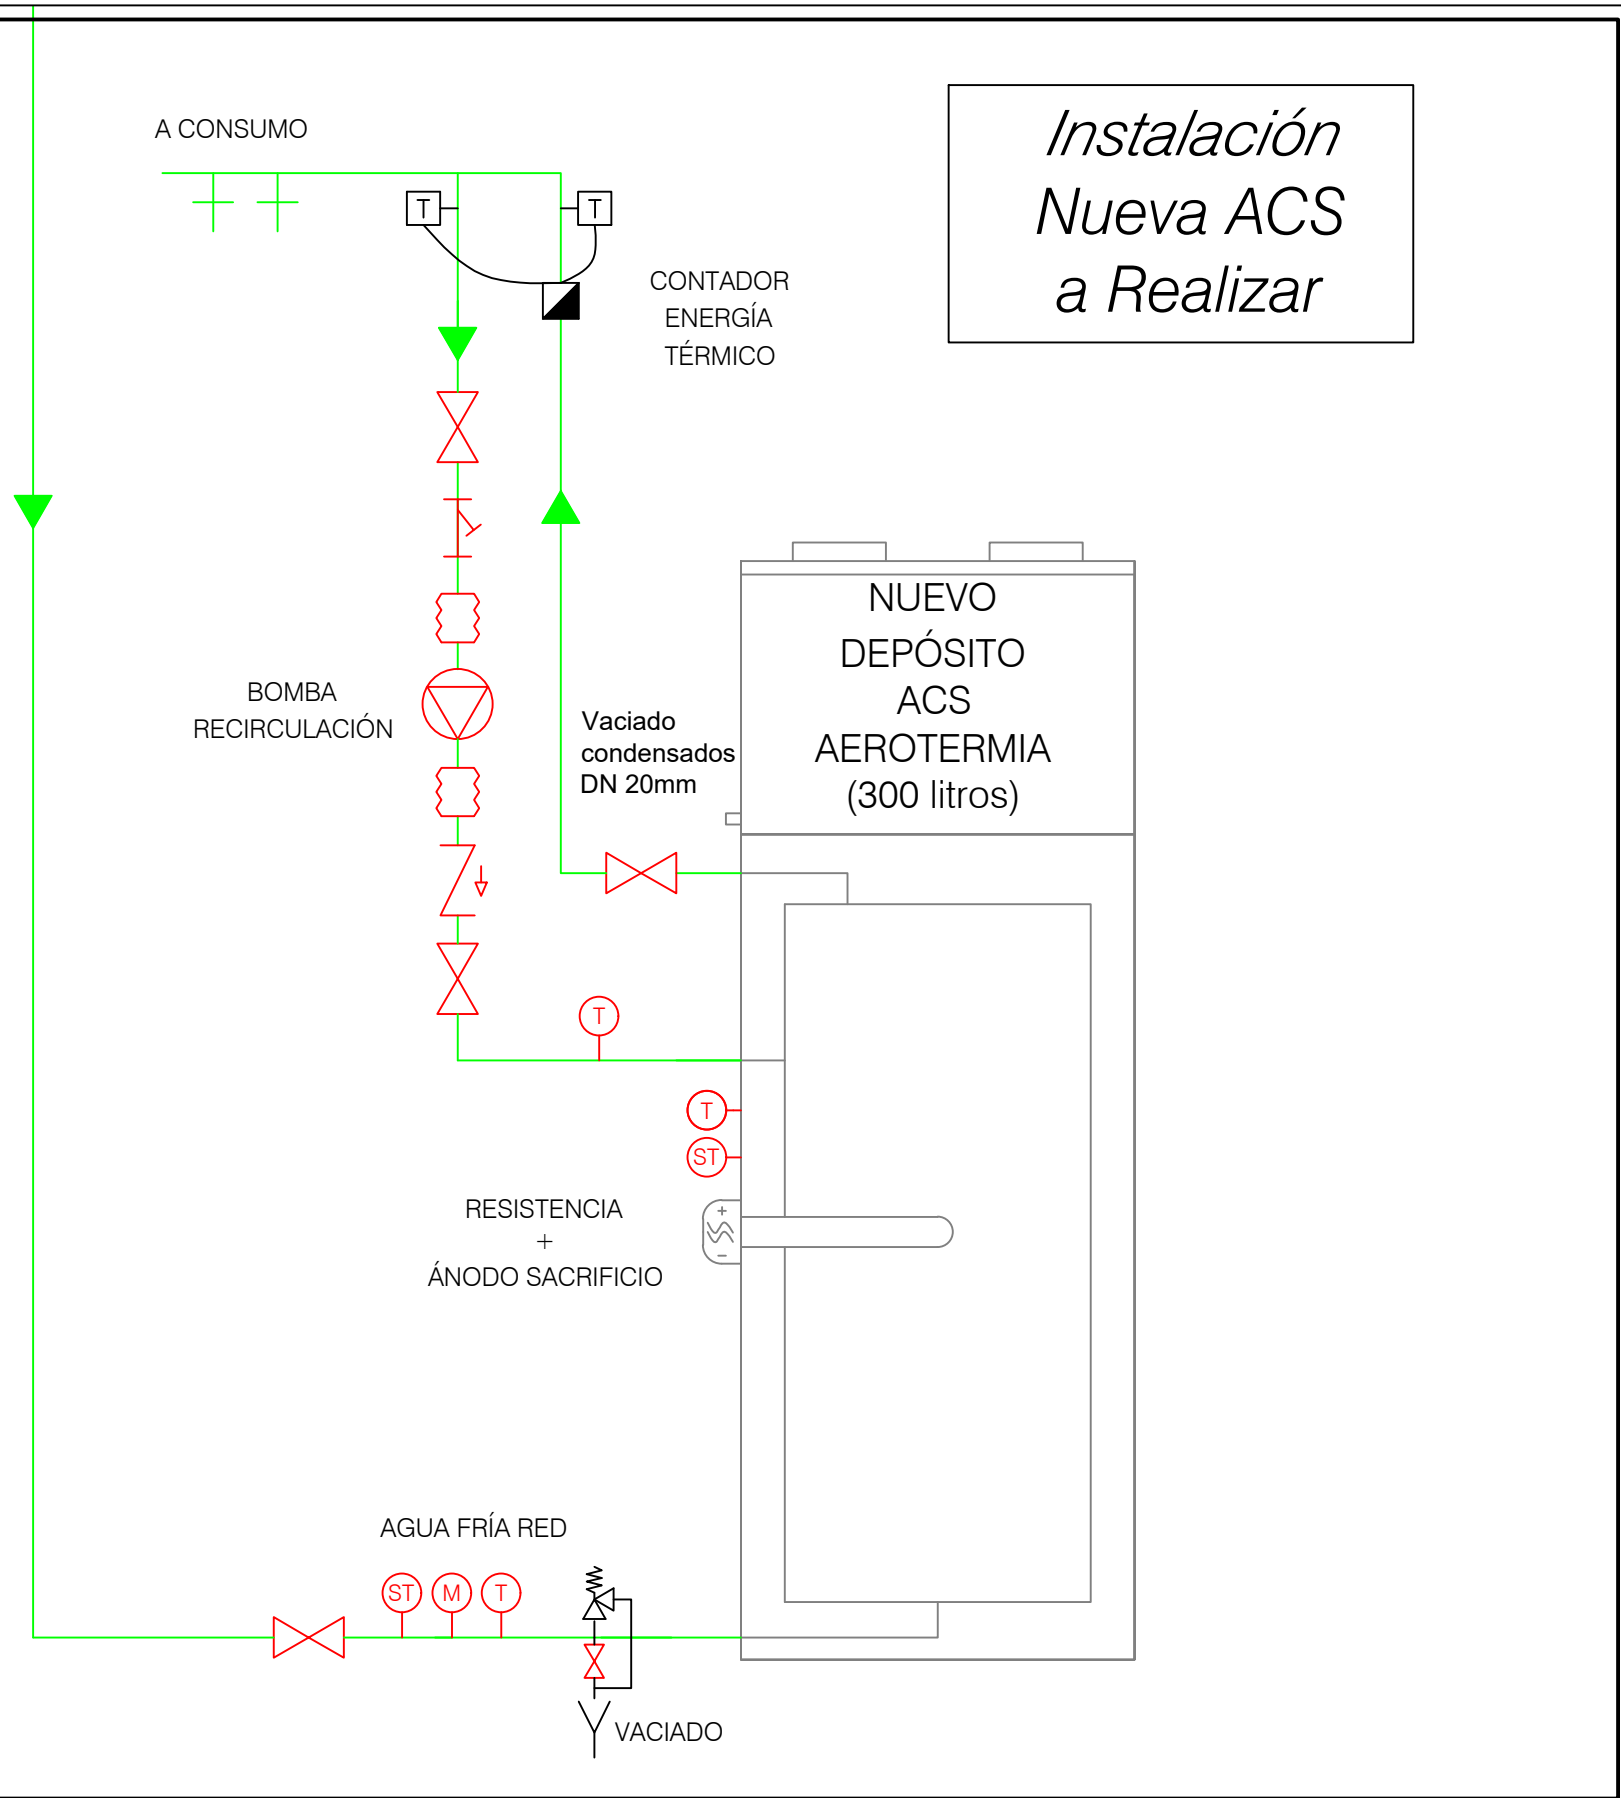 A CONSUMO
Instalación
Nueva ACS
a Realizar
T
T
CONTADOR
ENERGÍA
TÉRMICO
NUEVO
DEPÓSITO
ACS
AEROTERMIA
(300 litros)
BOMBA
RECIRCULACIÓN
Vaciado
condensados
DN 20mm
T
T
ST
RESISTENCIA
+
ÁNODO SACRIFICIO
+
−
AGUA FRÍA RED
ST
M
T
VACIADO